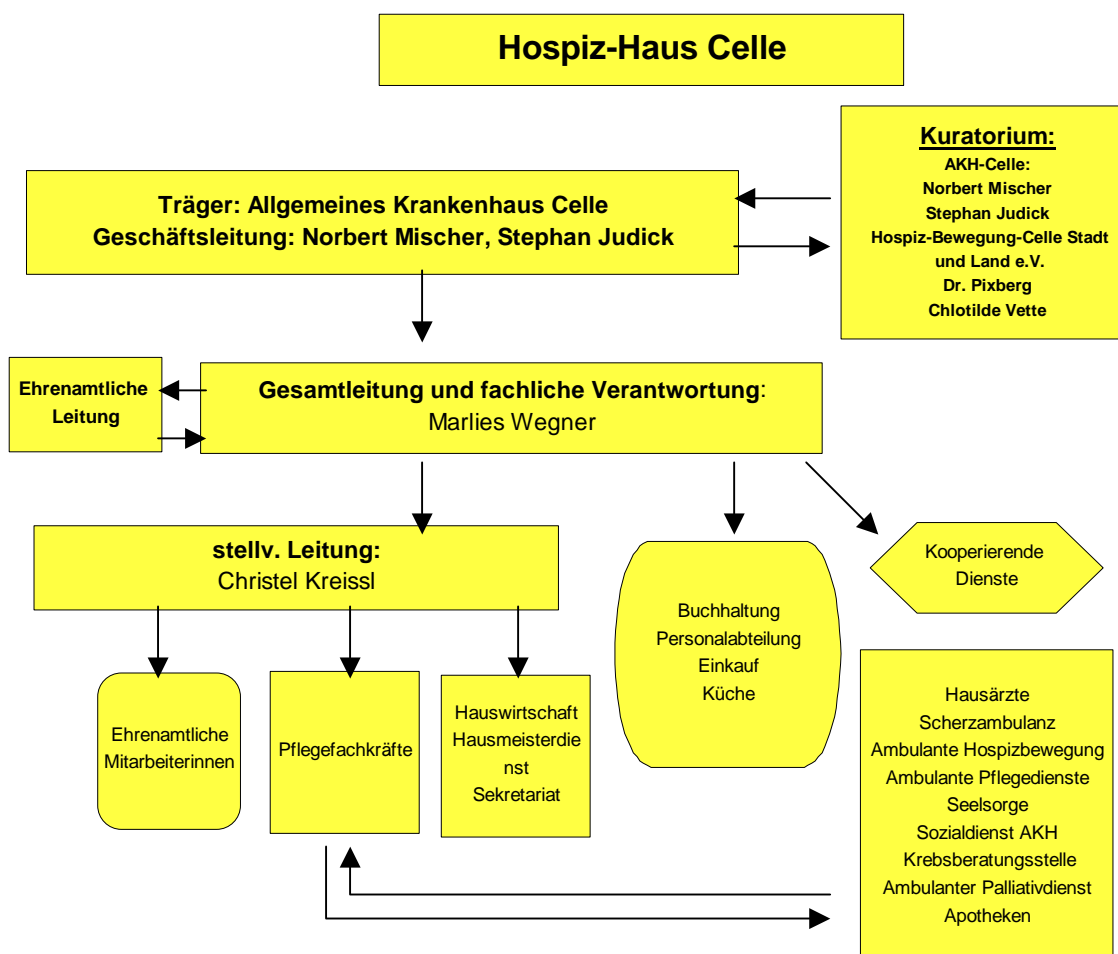 Hospiz-Haus Celle
Kuratorium:
AKH-Celle:
Norbert Mischer
Stephan Judick
Hospiz-Bewegung-Celle Stadt
und Land e.V.
Dr. Pixberg
Chlotilde Vette
Träger: Allgemeines Krankenhaus Celle
Geschäftsleitung: Norbert Mischer, Stephan Judick
Ehrenamtliche
Leitung
Gesamtleitung und fachliche Verantwortung:
Marlies Wegner
stellv. Leitung:
Christel Kreissl
Buchhaltung
Personalabteilung
Einkauf
Küche
Kooperierende
Dienste
Ehrenamtliche
Mitarbeiterinnen
Pflegefachkräfte
Hauswirtschaft
Hausmeisterdie
nst
Sekretariat
Hausärzte
Scherzambulanz
Ambulante Hospizbewegung
Ambulante Pflegedienste
Seelsorge
Sozialdienst AKH
Krebsberatungsstelle
Ambulanter Palliativdienst
Apotheken